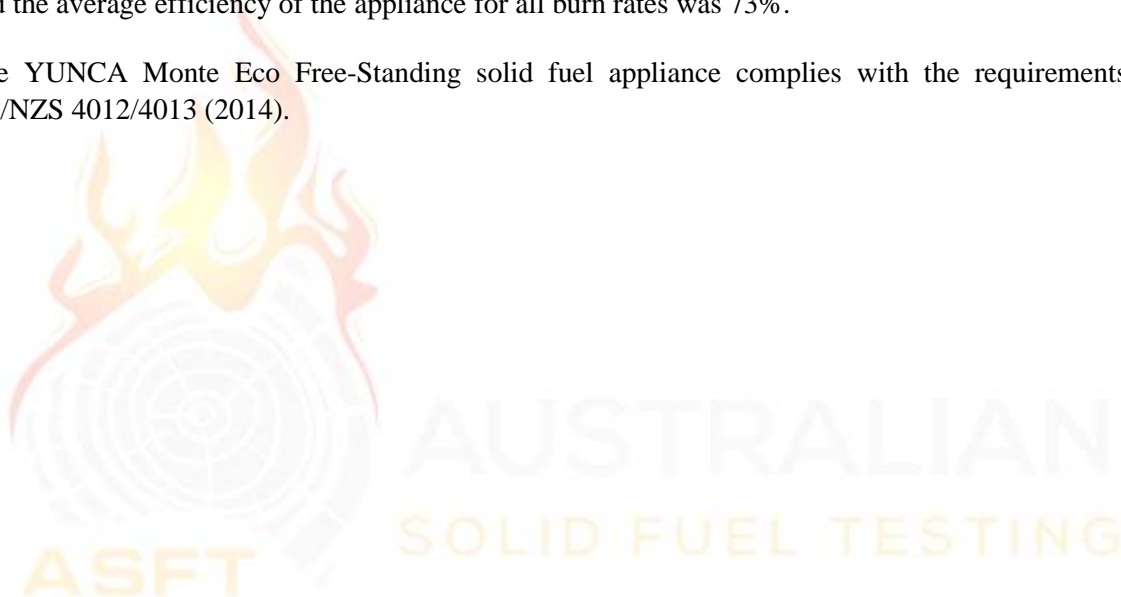 the average efficiency of the appliance for all burn rates was 73%.
YUNCA Monte Eco Free-Standing solid fuel appliance complies with the requirements
/NZS 4012/4013 (2014).
AUSTRALIAN
SOLID FUEL TESTING
ASFT